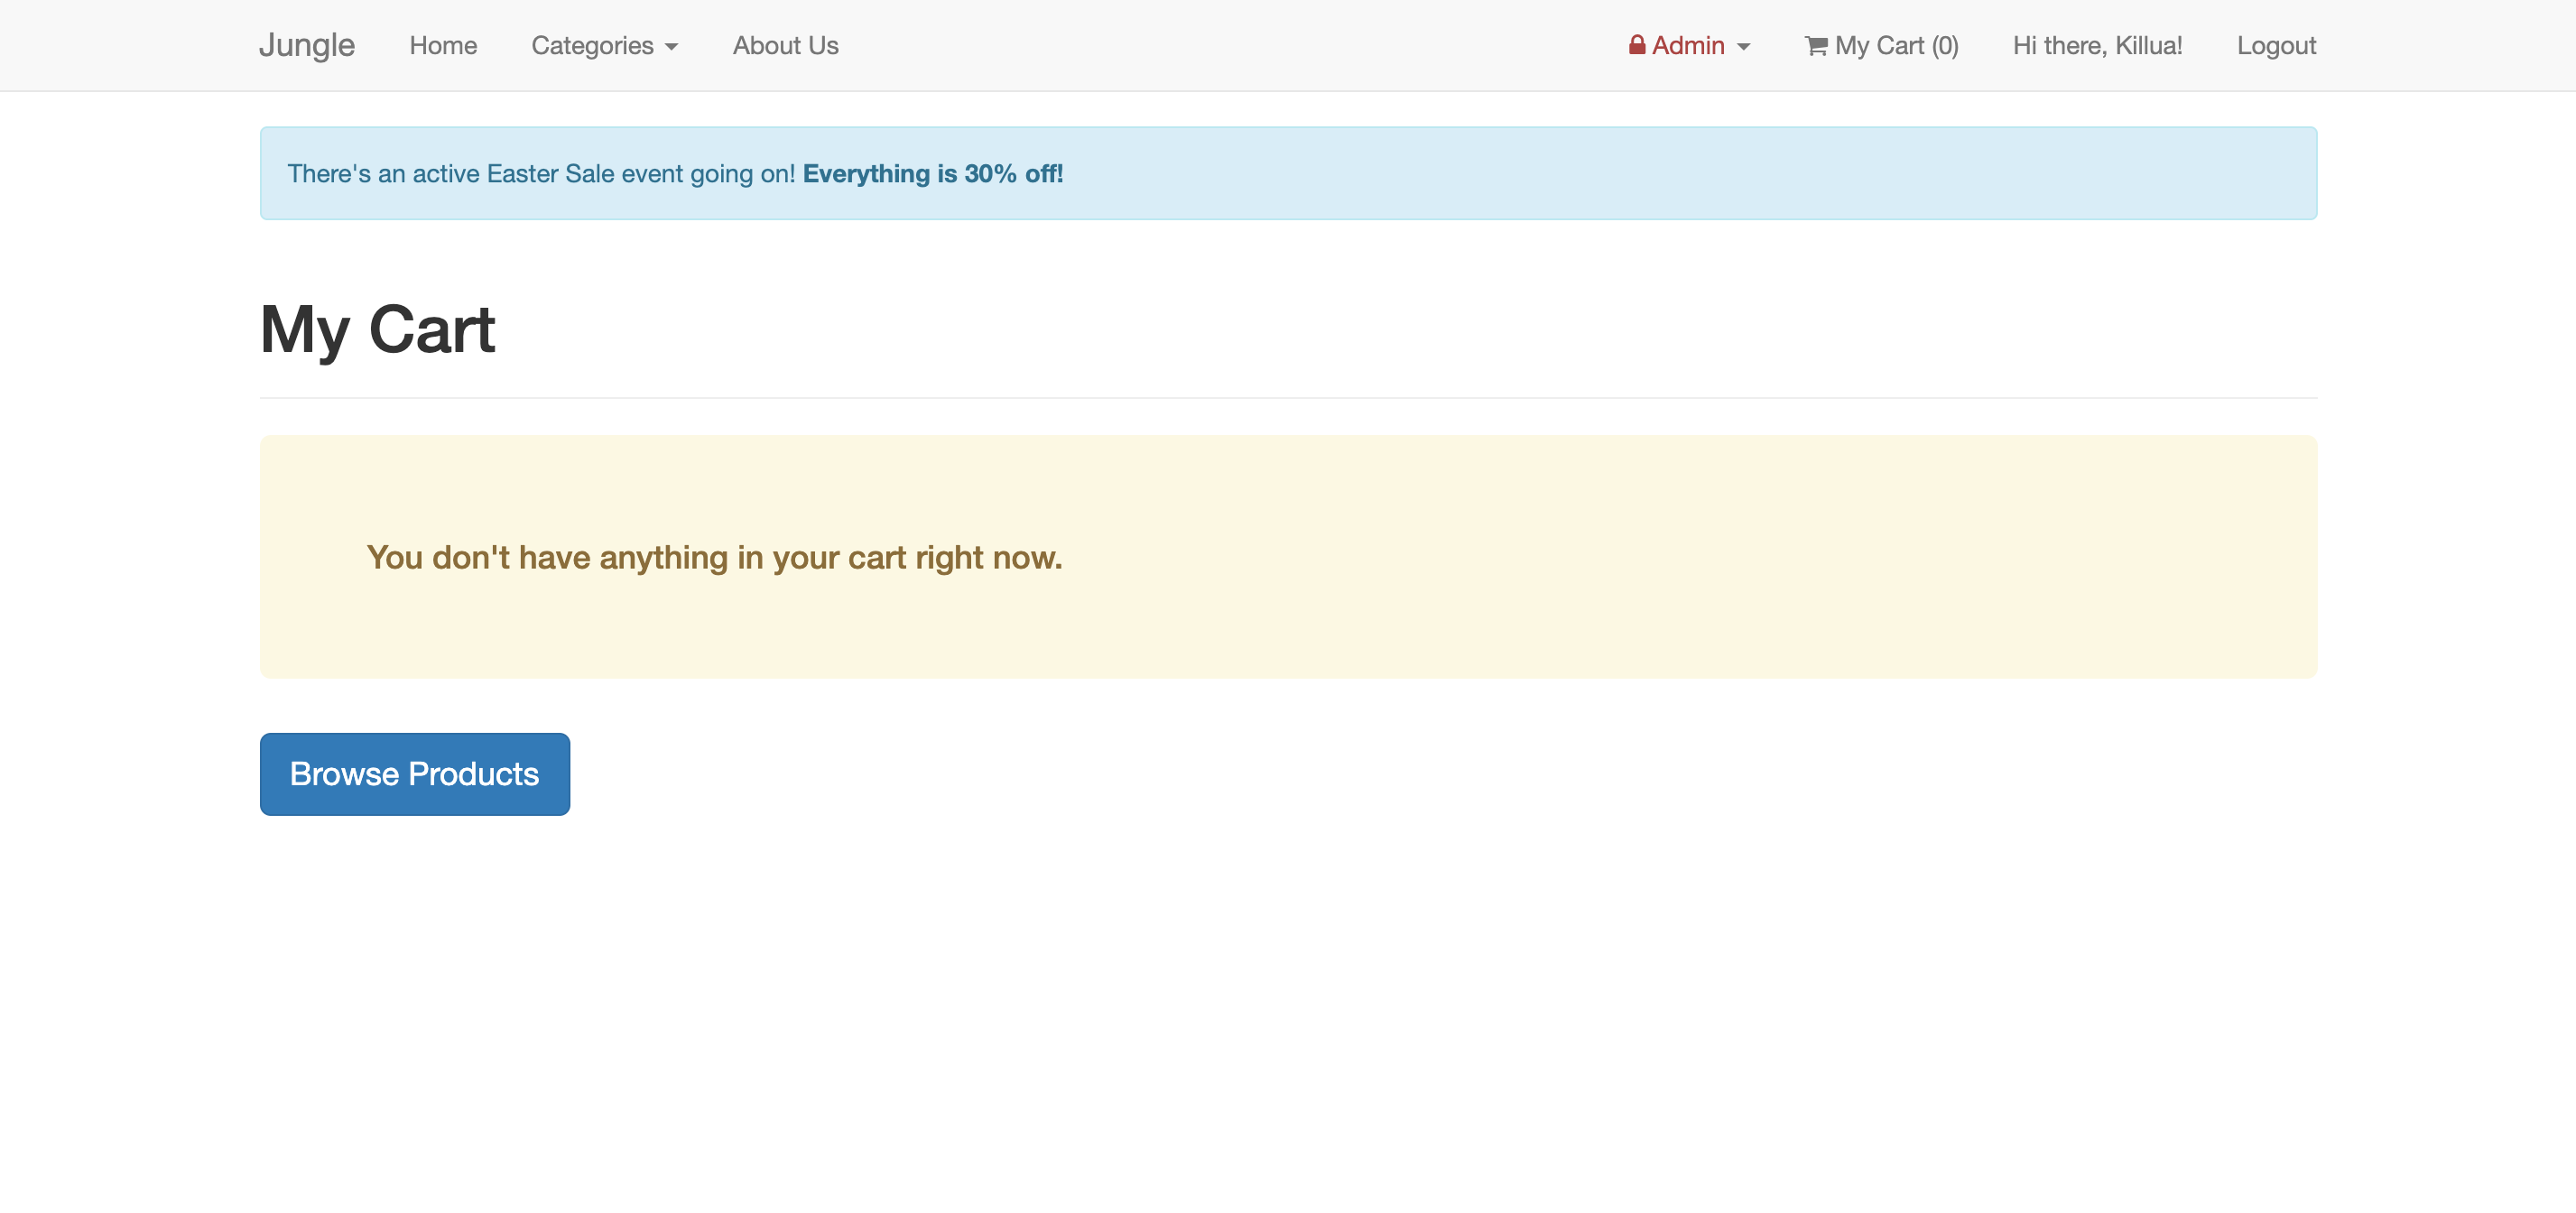 Jungle Home Categories About Us Admin My Cart (0) Hi there, Killua! Logout
There's an active Easter Sale event going on! Everything is 30% off!
My Cart
You don't have anything in your cart right now.
Browse Products